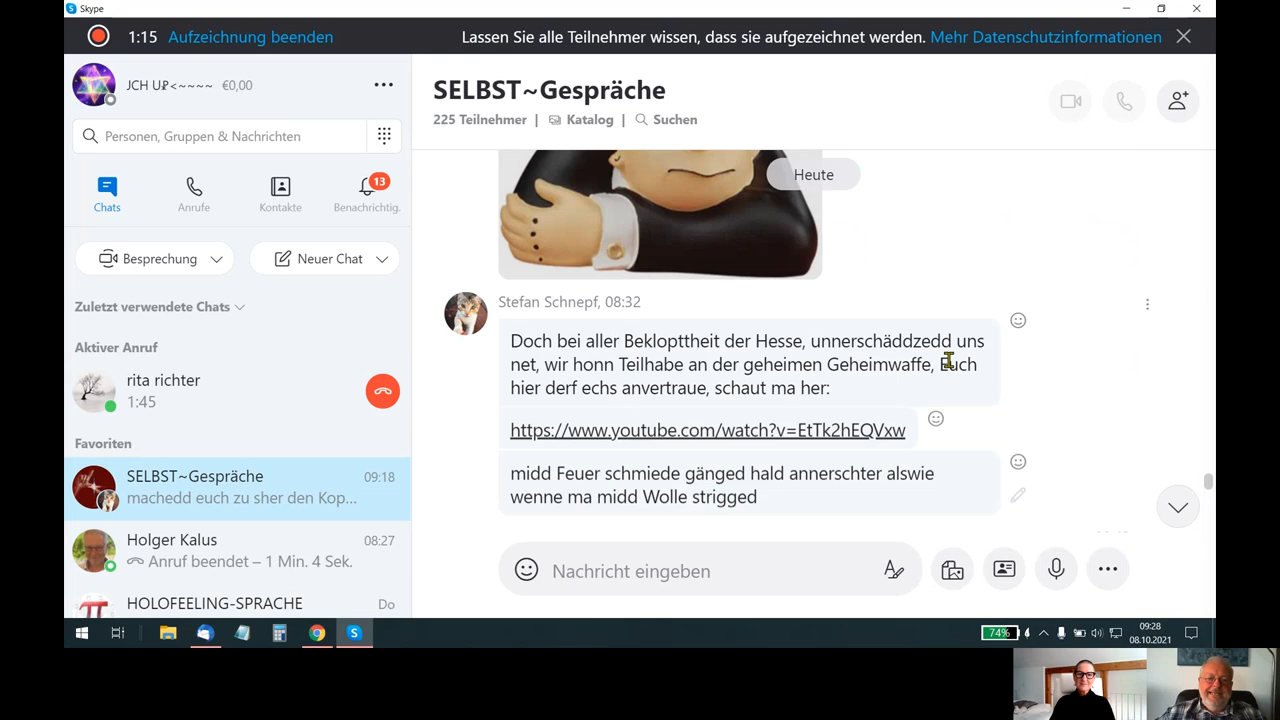 Skype
1:15 Aufzeichnung beenden
Lassen Sie alle Teilnehmer wissen, dass sie aufgezeichnet werden. Mehr Datenschutzinformationen
€0,00
Personen, Gruppen & Nachrichten
13
Chats
Anrufe
Kontakte
Benachrichtig.
Besprechung
Neuer Chat
Zuletzt verwendete Chats
Aktiver Anruf
rita richter
1:45
Favoriten
SELBST~Gespräche
09:18
machedd euch zu sher den Kop...
Holger Kalus
08:27
Anruf beendet – 1 Min. 4 Sek.
HOLOFEELING-SPRACHE
Do
SELBST~Gespräche
225 Teilnehmer | Katalog | Suchen
Heute
Stefan Schnepf, 08:32
Doch bei aller Beklopttheit der Hesse, unnerschäddzedd uns
net, wir honn Teilhabe an der geheimen Geheimwaffe, Euch
hier derf echs anvertraue, schaut ma her:
https://www.youtube.com/watch?v=EtTk2hEQVxw
midd Feuer schmiede gänged hald annerschter alswie
wenne ma midd Wolle strigged
Nachricht eingeben
74%
09:28
08.10.2021